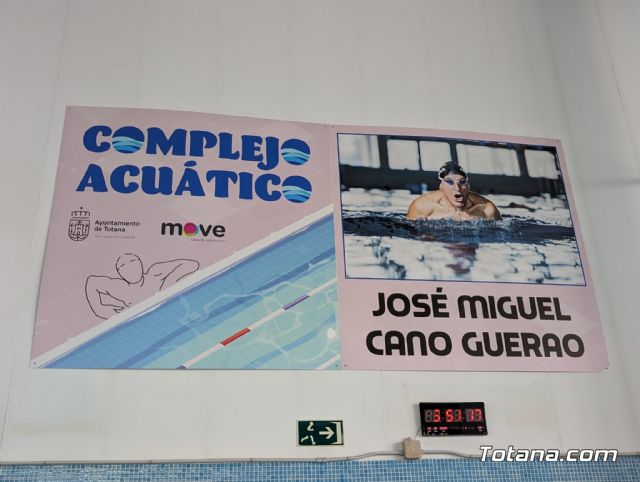 COMPLEJO
ACUÁTICO
Ayuntamiento
de Totana
move
JOSÉ MIGUEL
CANO GUERAO
Totana.com